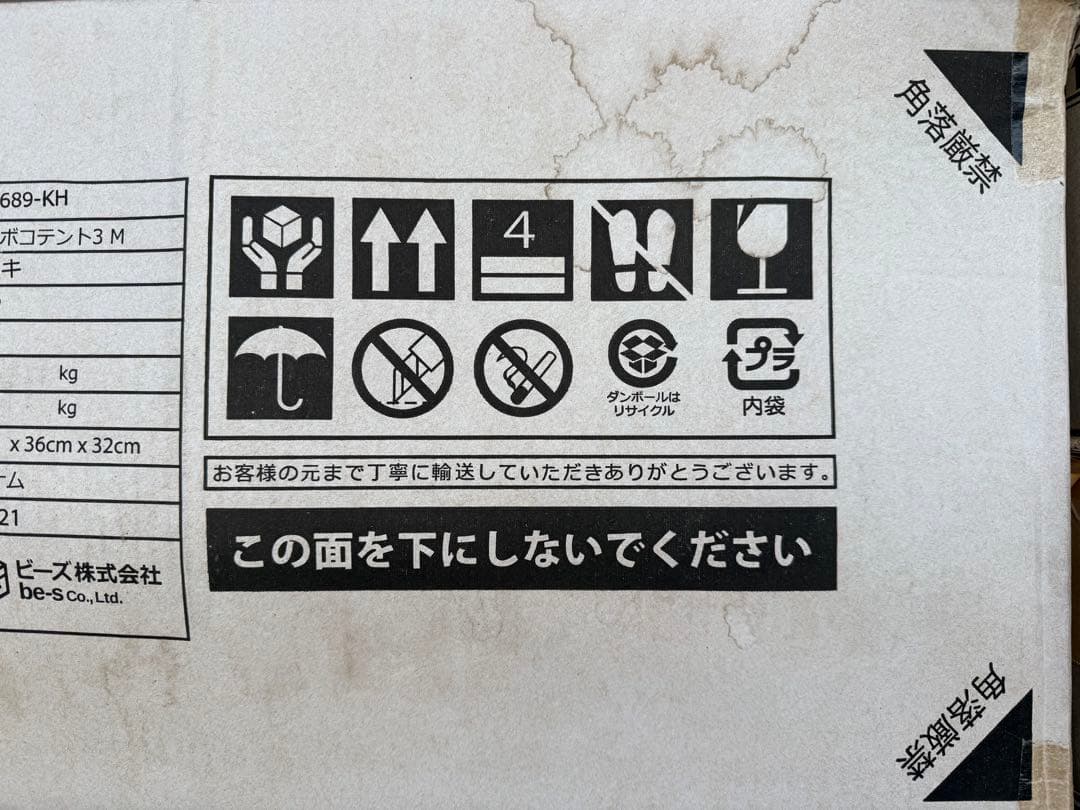 角落厳禁
689-KH
ボコテント3 M
キ
kg
kg
x 36cm x 32cm
ム
21
ビーズ株式会社
be-s Co.,Ltd.
4
ダンボールは
リサイクル
プラ
内袋
お客様の元まで丁寧に輸送していただきありがとうございます。
この面を下にしないでください
角落厳禁